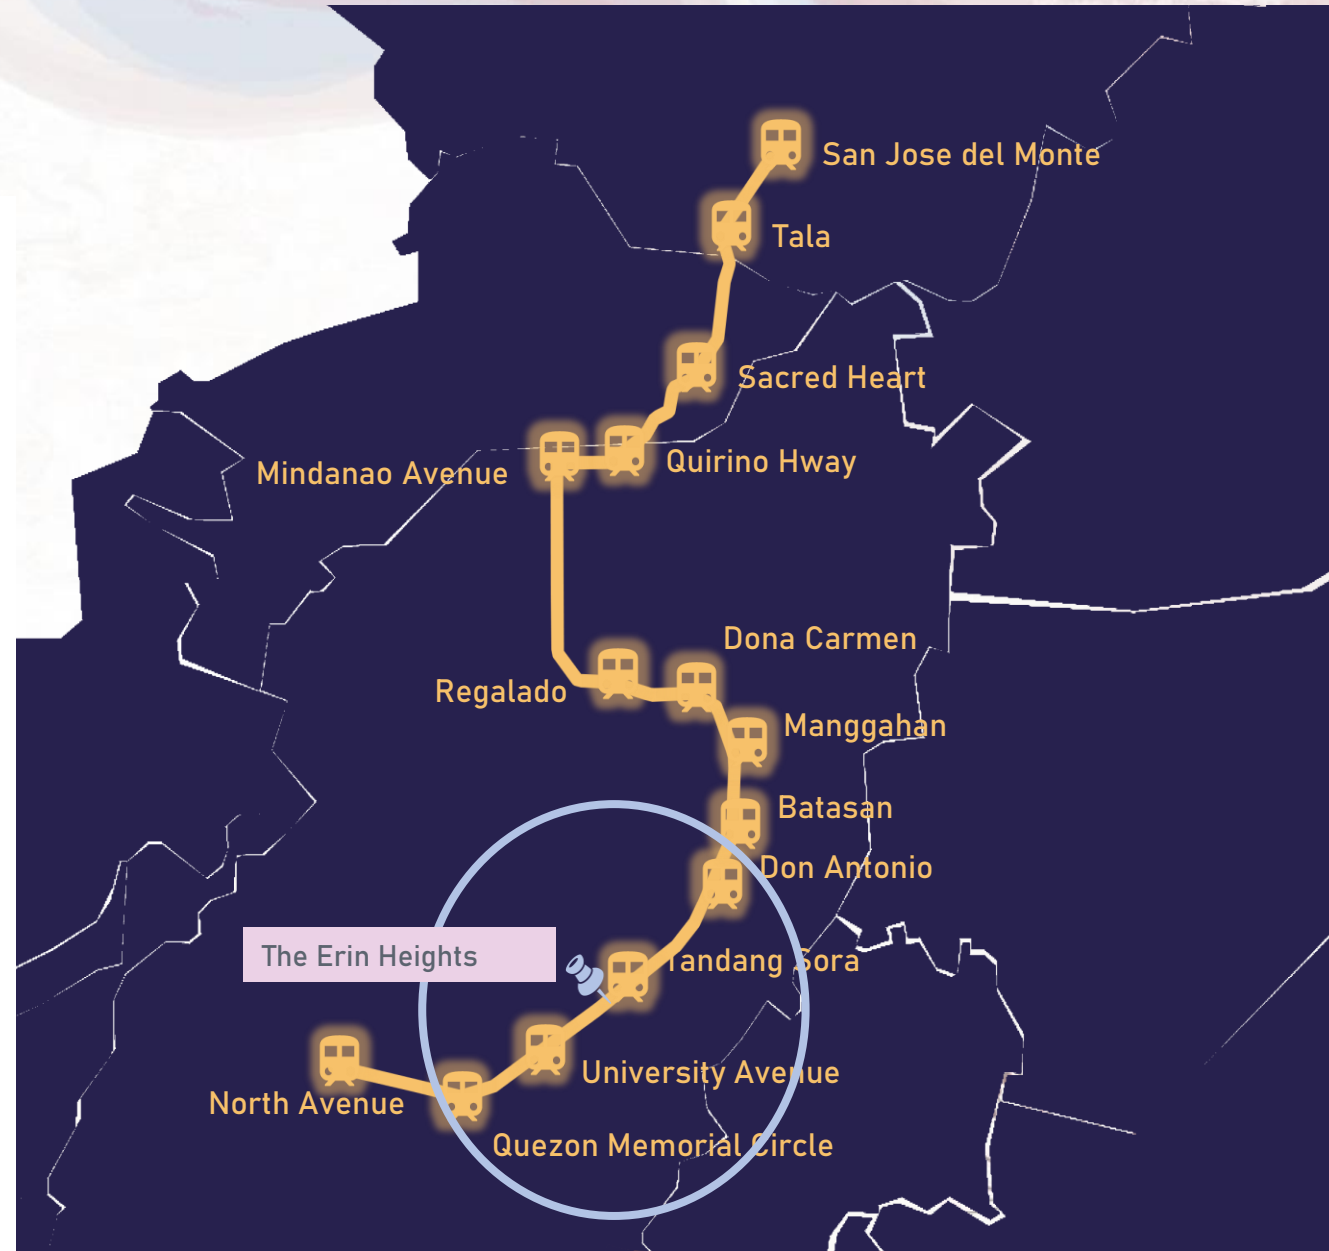 San Jose del Monte
Tala
Sacred Heart
Quirino Hway
Mindanao Avenue
Dona Carmen
Regalado
Manggahan
Batasan
Don Antonio
The Erin Heights
Tandang Sora
University Avenue
North Avenue
Quezon Memorial Circle